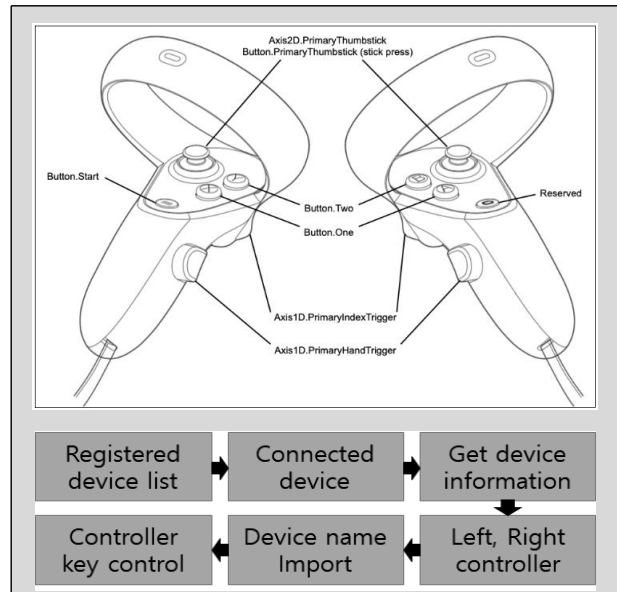 Axis2D.PrimaryThumbstick
Button.PrimaryThumbstick (stick press)
Button.Start
Button.Two
Reserved
Button.One
Axis1D.PrimaryIndexTrigger
Axis1D.PrimaryHandTrigger
Registered
device list
Connected
device
Get device
information
Controller
key control
Device name
Import
Left, Right
controller